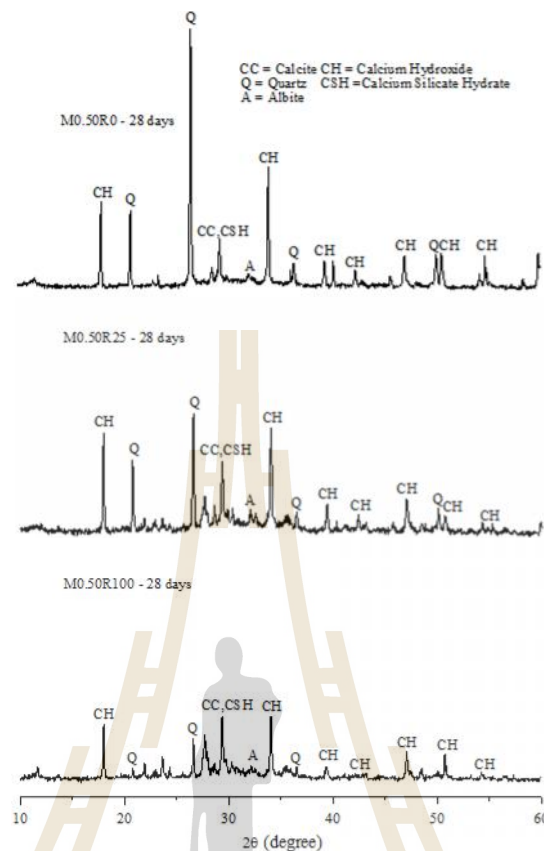 Q
CC = Calcite CH = Calcium Hydroxide
Q = Quartz CSH =Calcium Silicate Hydrate
A = Albite
M0.50R0 - 28 days
CH
CH
Q
CC,CSH
A
Q
CH
CH
CH
Q CH
CH
M0.50R25 - 28 days
Q
CH
CH
Q
CC,CSH
A
Q
CH
CH
CH
Q
CH
CH
M0.50R100 - 28 days
CH
Q
Q
CC,CSH
CH
A
Q
CH
CH
CH
CH
CH
10 20 30 40 50 60
2θ (degree)